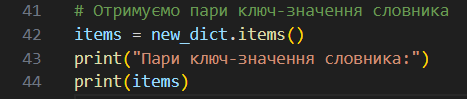 41 # Отримуємо пари ключ-значення словника
42 items = new_dict.items()
43 print("Пари ключ-значення словника:")
44 print(items)